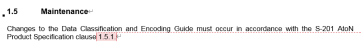 1.5 Maintenance
Changes to the Data Classification and Encoding Guide must occur in accordance with the S-201 AtoN
Product Specification clause 1.5.1.